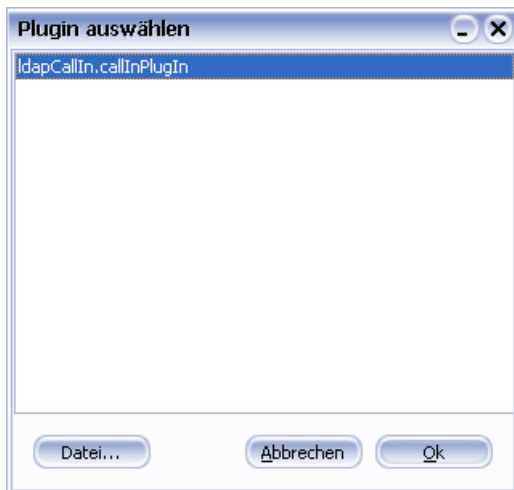 Plugin auswählen
ldapCallIn.callInPlugIn
Datei...
Abbrechen
Ok